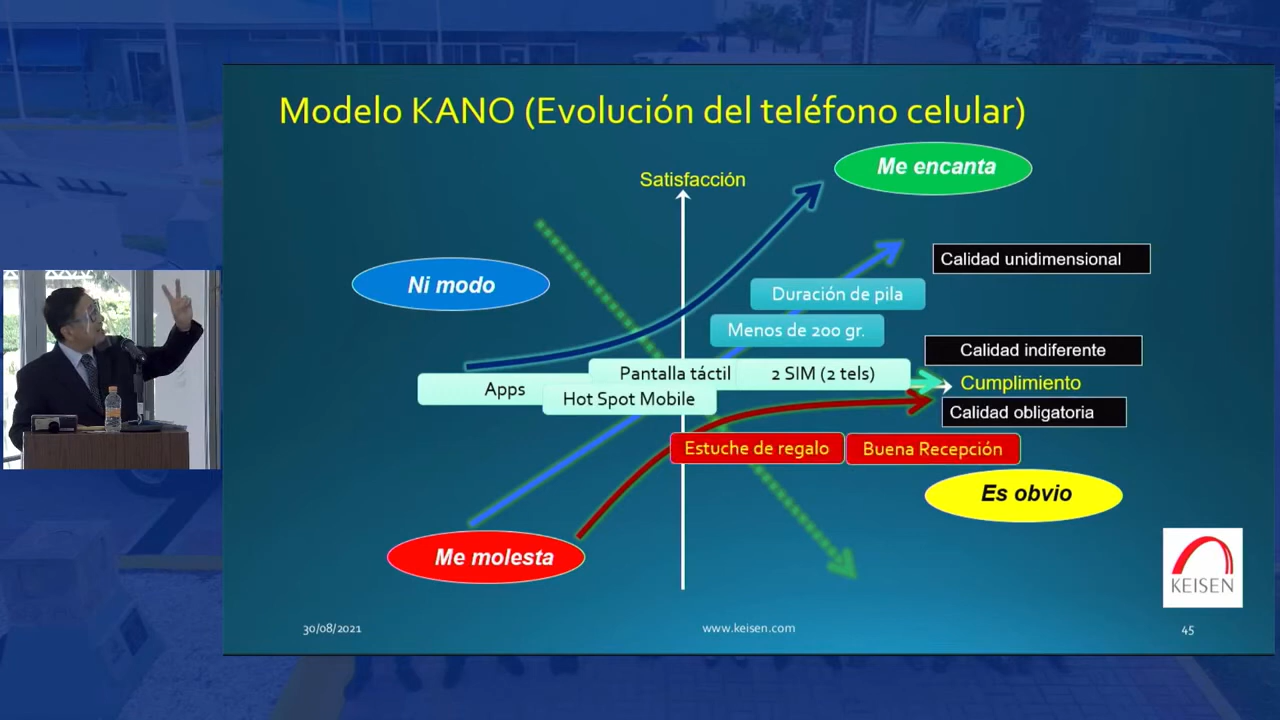 Modelo KANO (Evolución del teléfono celular)
Me encanta
Satisfacción
Calidad unidimensional
Ni modo
Duración de pila
Menos de 200 gr.
Calidad indiferente
Pantalla táctil
2 SIM (2 tels)
Cumplimiento
Apps
Hot Spot Mobile
Calidad obligatoria
Estuche de regalo
Buena Recepción
Es obvio
Me molesta
KEISEN
30/08/2021
www.keisen.com
45